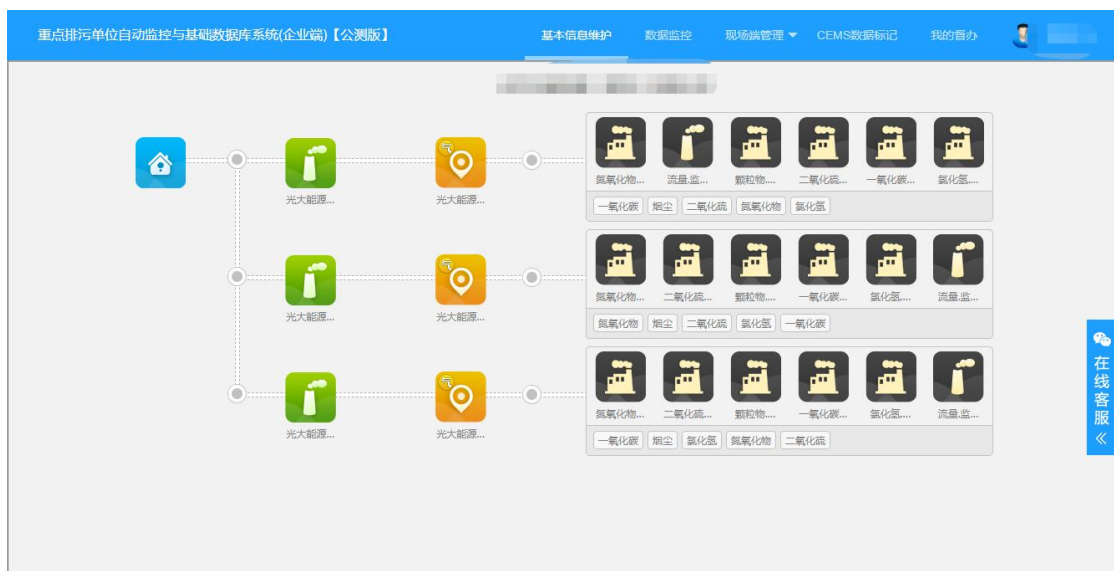 重点排污单位自动监控与基础数据库系统(企业端)【公测版】 基本信息维护 数据监控 现场端管理 CEMS数据标记 我的督办
氮氧化物... 流量.监... 颗粒物.... 二氧化硫... 一氧化碳... 氯化氢....
光大能源... 气 光大能源...
一氧化碳 烟尘 二氧化硫 氮氧化物 氯化氢
氮氧化物... 二氧化硫... 颗粒物.... 一氧化碳... 氯化氢.... 流量.监...
光大能源... 气 光大能源...
氮氧化物 烟尘 二氧化硫 氯化氢 一氧化碳
氮氧化物... 二氧化硫... 颗粒物.... 一氧化碳... 氯化氢.... 流量.监...
光大能源... 气 光大能源...
一氧化碳 烟尘 氯化氢 氮氧化物 二氧化硫
在线客服